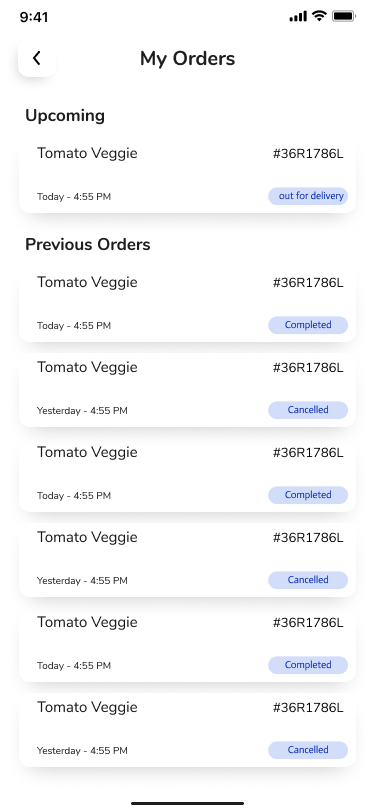 9:41
My Orders
Upcoming
Tomato Veggie #36R1786L
Today - 4:55 PM out for delivery
Previous Orders
Tomato Veggie #36R1786L
Today - 4:55 PM Completed
Tomato Veggie #36R1786L
Yesterday - 4:55 PM Cancelled
Tomato Veggie #36R1786L
Today - 4:55 PM Completed
Tomato Veggie #36R1786L
Yesterday - 4:55 PM Cancelled
Tomato Veggie #36R1786L
Today - 4:55 PM Completed
Tomato Veggie #36R1786L
Yesterday - 4:55 PM Cancelled